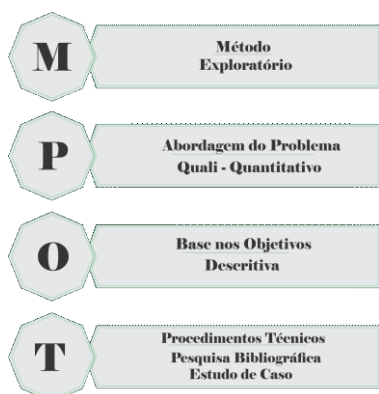 M
Método
Exploratório
P
Abordagem do Problema
Quali - Quantitativo
O
Base nos Objetivos
Descritiva
T
Procedimentos Técnicos
Pesquisa Bibliográfica
Estudo de Caso